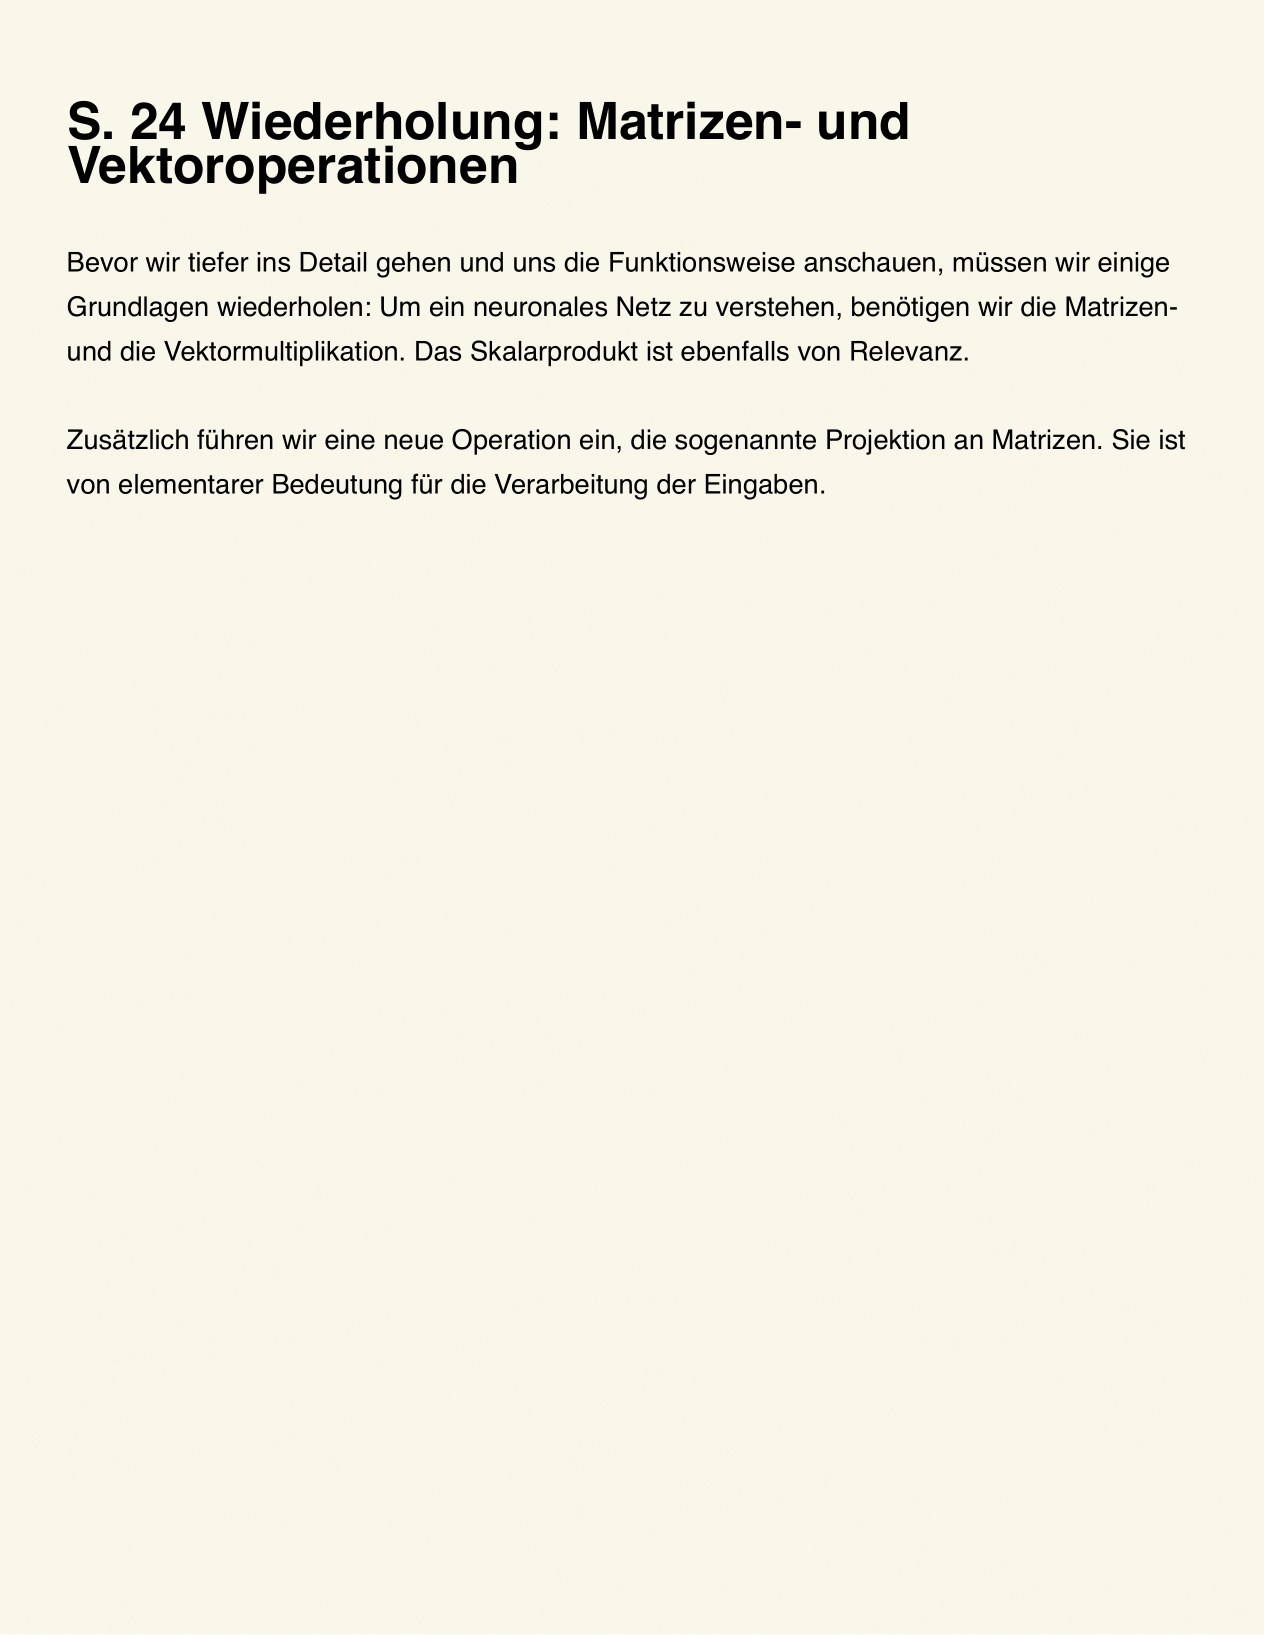 S. 24 Wiederholung: Matrizen- und
Vektoroperationen
Bevor wir tiefer ins Detail gehen und uns die Funktionsweise anschauen, müssen wir einige
Grundlagen wiederholen: Um ein neuronales Netz zu verstehen, benötigen wir die Matrizen-
und die Vektormultiplikation. Das Skalarprodukt ist ebenfalls von Relevanz.
Zusätzlich führen wir eine neue Operation ein, die sogenannte Projektion an Matrizen. Sie ist
von elementarer Bedeutung für die Verarbeitung der Eingaben.